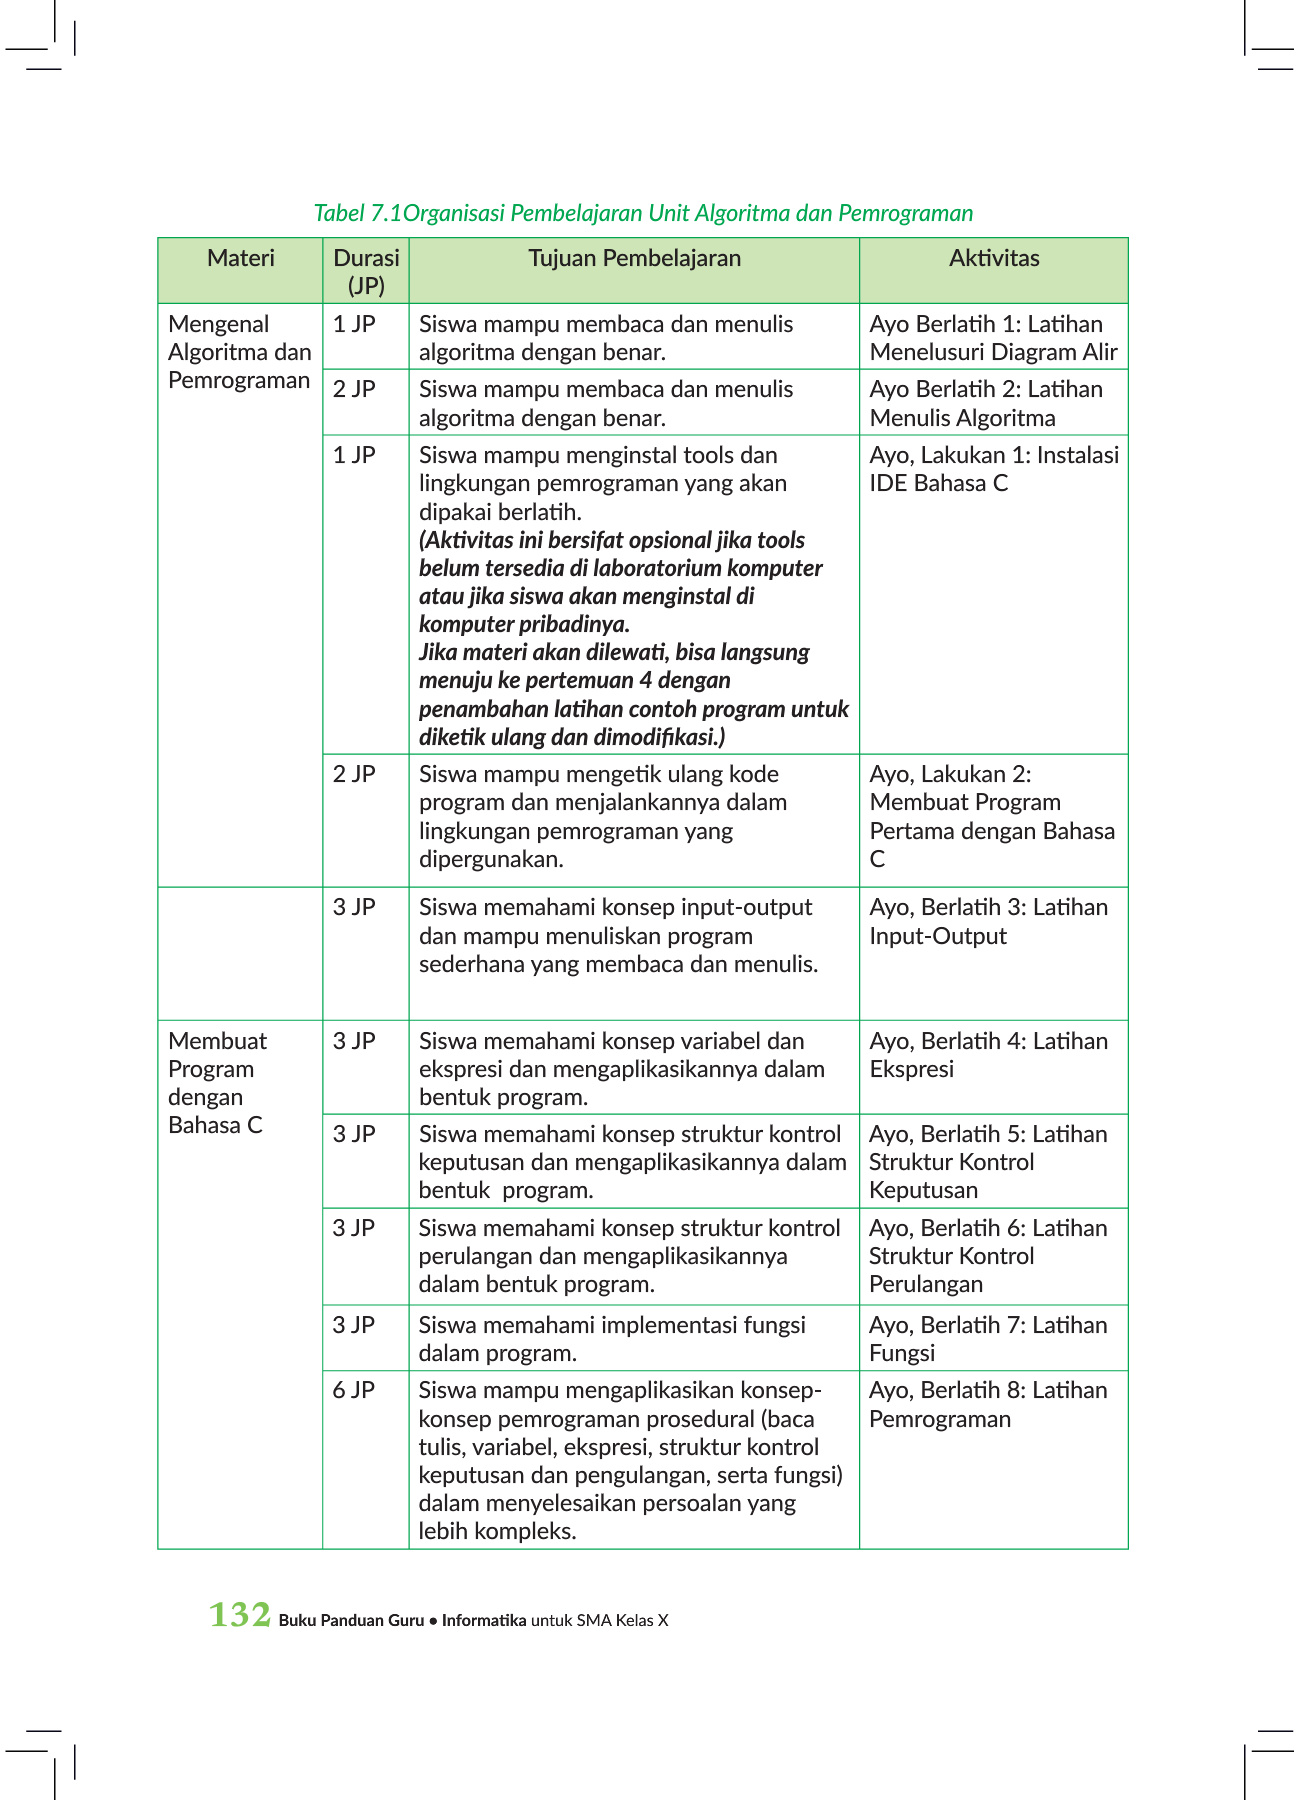 Tabel 7.1Organisasi Pembelajaran Unit Algoritma dan Pemrograman
Materi
Durasi
(JP)
Tujuan Pembelajaran
Aktivitas
Mengenal
Algoritma dan
Pemrograman
1 JP
Siswa mampu membaca dan menulis
algoritma dengan benar.
Ayo Berlatih 1: Latihan
Menelusuri Diagram Alir
2 JP
Siswa mampu membaca dan menulis
algoritma dengan benar.
Ayo Berlatih 2: Latihan
Menulis Algoritma
1 JP
Siswa mampu menginstal tools dan
lingkungan pemrograman yang akan
dipakai berlatih.
(Aktivitas ini bersifat opsional jika tools
belum tersedia di laboratorium komputer
atau jika siswa akan menginstal di
komputer pribadinya.
Jika materi akan dilewati, bisa langsung
menuju ke pertemuan 4 dengan
penambahan latihan contoh program untuk
diketik ulang dan dimodifikasi.)
Ayo, Lakukan 1: Instalasi
IDE Bahasa C
2 JP
Siswa mampu mengetik ulang kode
program dan menjalankannya dalam
lingkungan pemrograman yang
dipergunakan.
Ayo, Lakukan 2:
Membuat Program
Pertama dengan Bahasa
C
3 JP
Siswa memahami konsep input-output
dan mampu menuliskan program
sederhana yang membaca dan menulis.
Ayo, Berlatih 3: Latihan
Input-Output
Membuat
Program
dengan
Bahasa C
3 JP
Siswa memahami konsep variabel dan
ekspresi dan mengaplikasikannya dalam
bentuk program.
Ayo, Berlatih 4: Latihan
Ekspresi
3 JP
Siswa memahami konsep struktur kontrol
keputusan dan mengaplikasikannya dalam
bentuk  program.
Ayo, Berlatih 5: Latihan
Struktur Kontrol
Keputusan
3 JP
Siswa memahami konsep struktur kontrol
perulangan dan mengaplikasikannya
dalam bentuk program.
Ayo, Berlatih 6: Latihan
Struktur Kontrol
Perulangan
3 JP
Siswa memahami implementasi fungsi
dalam program.
Ayo, Berlatih 7: Latihan
Fungsi
6 JP
Siswa mampu mengaplikasikan konsep-
konsep pemrograman prosedural (baca
tulis, variabel, ekspresi, struktur kontrol
keputusan dan pengulangan, serta fungsi)
dalam menyelesaikan persoalan yang
lebih kompleks.
Ayo, Berlatih 8: Latihan
Pemrograman
132 Buku Panduan Guru • Informatika untuk SMA Kelas X